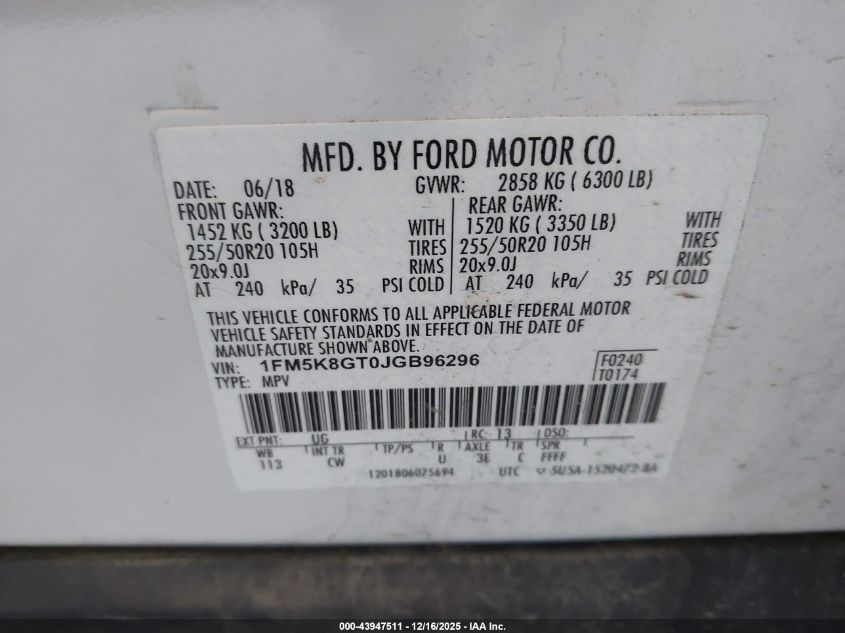 MFD. BY FORD MOTOR CO.
DATE: 06/18 GVWR: 2858 KG ( 6300 LB)
FRONT GAWR: REAR GAWR:
1452 KG ( 3200 LB) WITH 1520 KG ( 3350 LB) WITH
255/50R20 105H TIRES 255/50R20 105H TIRES
20x9.0J RIMS 20x9.0J RIMS
AT 240 kPa/ 35 PSI COLD AT 240 kPa/ 35 PSI COLD
THIS VEHICLE CONFORMS TO ALL APPLICABLE FEDERAL MOTOR
VEHICLE SAFETY STANDARDS IN EFFECT ON THE DATE OF
MANUFACTURE SHOWN ABOVE.
VIN: 1FM5K8GT0JGB96296 F0240
TYPE: MPV T0174
EXT PNT: UG RC: 13 DSO:
WB INT TR TP/PS R AXLE TR SPR
113 CW U 3E C FFFF
1201806075694 UTC
000-43947511 - 12/16/2025 - IAA Inc.